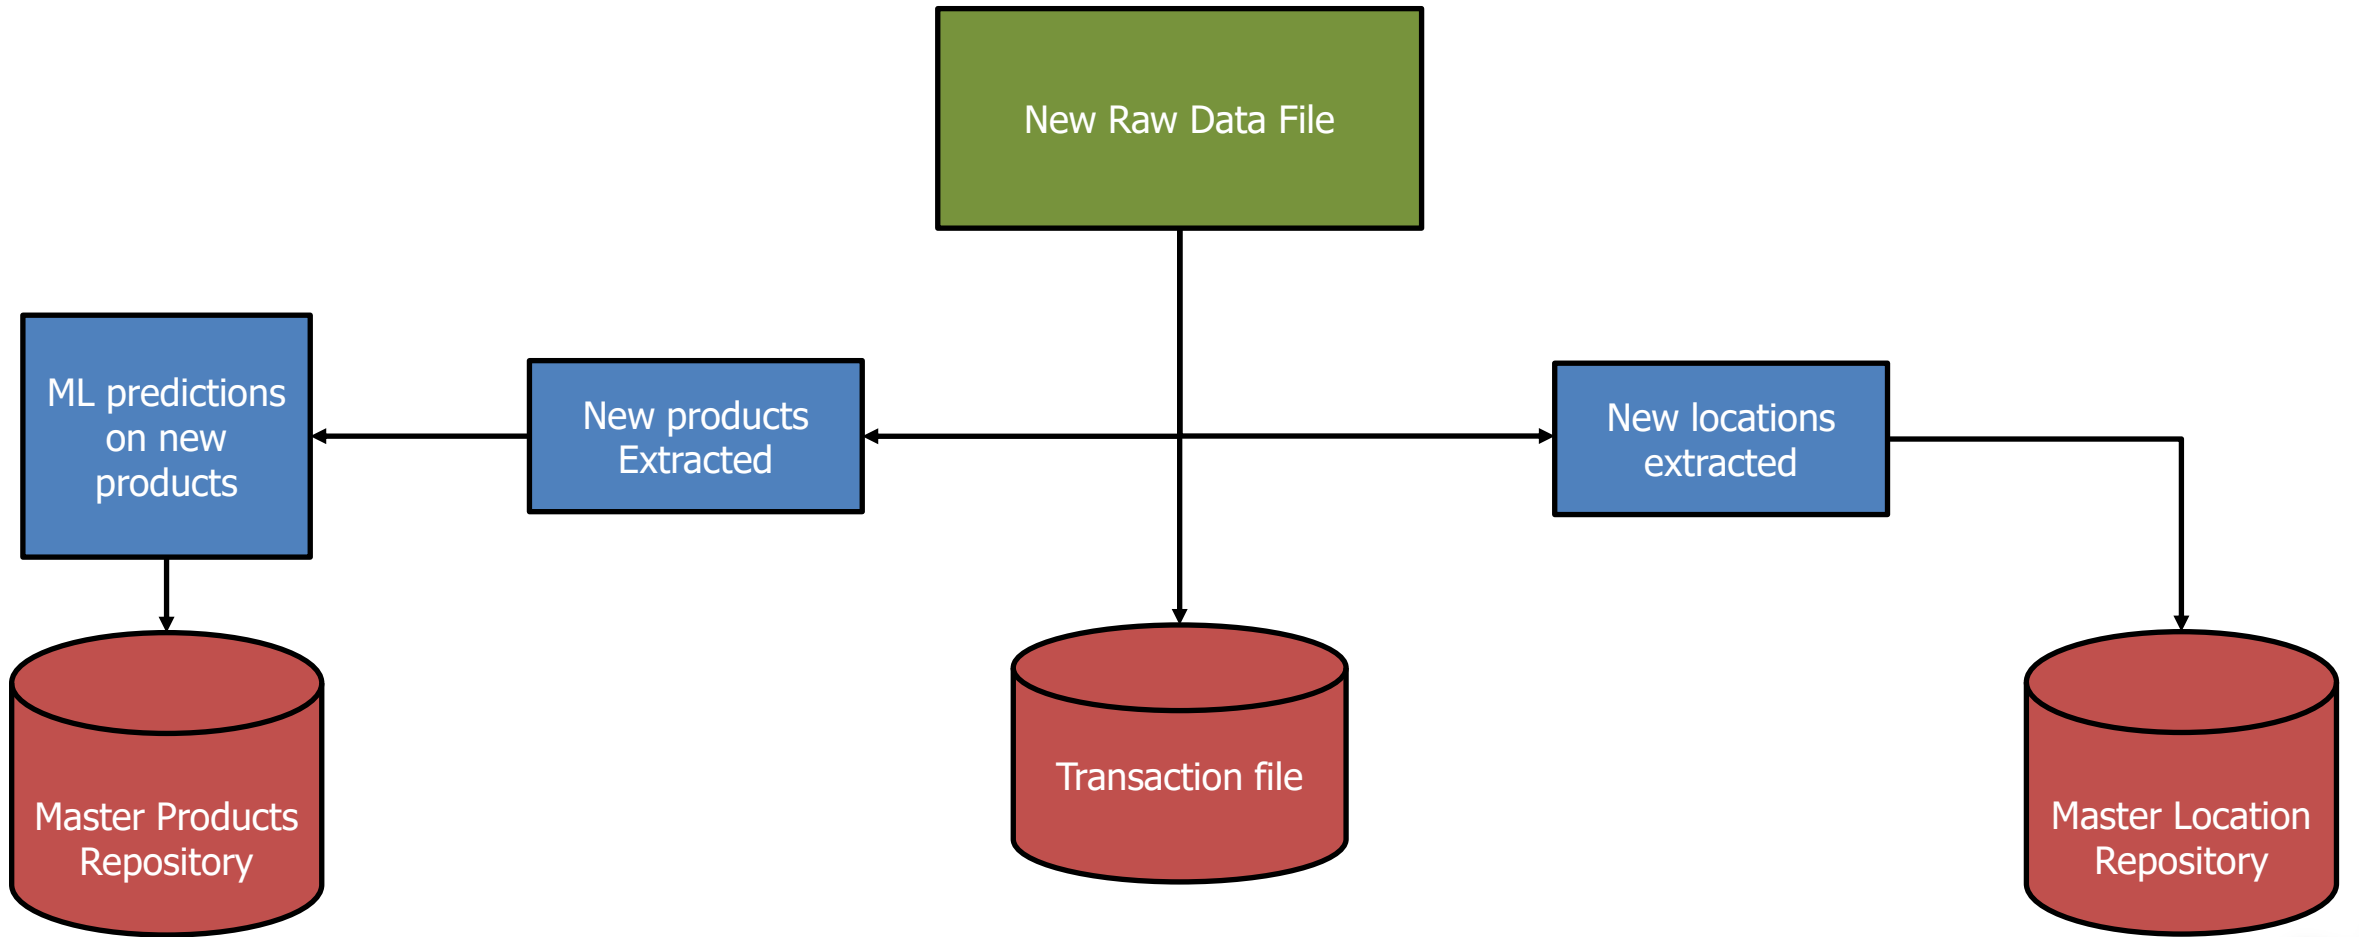 New Raw Data File
ML predictions
on new
products
New products
Extracted
New locations
extracted
Master Products
Repository
Transaction file
Master Location
Repository